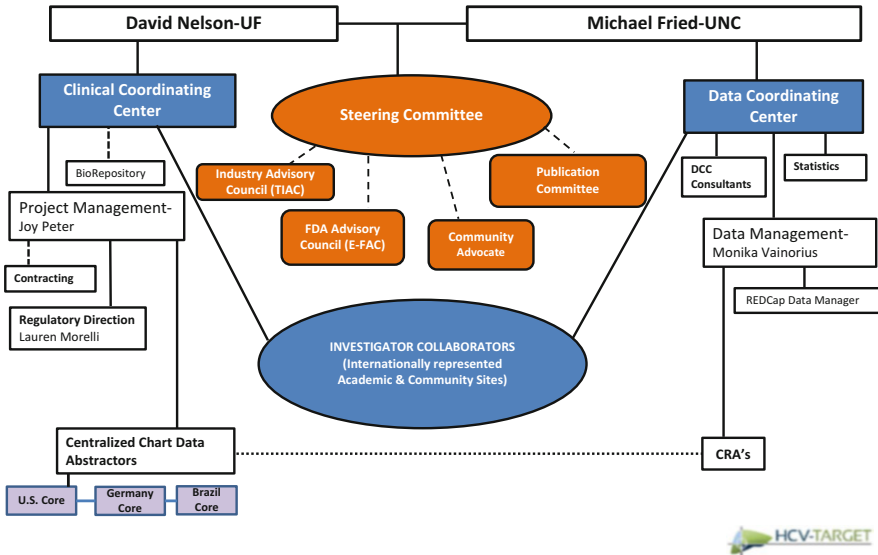 David Nelson-UF
Michael Fried-UNC
Clinical Coordinating
Center
Steering Committee
Data Coordinating
Center
BioRepository
Industry Advisory
Council (TIAC)
Publication
Committee
DCC
Consultants
Statistics
Project Management-
Joy Peter
FDA Advisory
Council (E-FAC)
Community
Advocate
Data Management-
Monika Vainorius
Contracting
REDCap Data Manager
Regulatory Direction
Lauren Morelli
INVESTIGATOR COLLABORATORS
(Internationally represented
Academic & Community Sites)
Centralized Chart Data
Abstractors
CRA's
U.S. Core
Germany
Core
Brazil
Core
HCV-TARGET